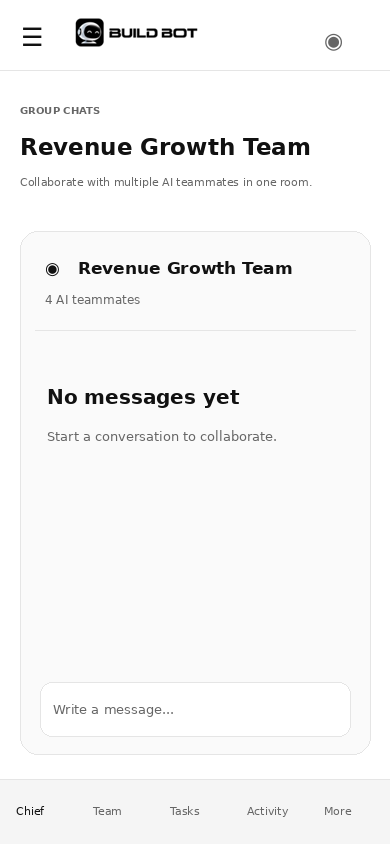 BUILD BOT
GROUP CHATS
Revenue Growth Team
Collaborate with multiple AI teammates in one room.
Revenue Growth Team
4 AI teammates
No messages yet
Start a conversation to collaborate.
Write a message...
Chief Team Tasks Activity More